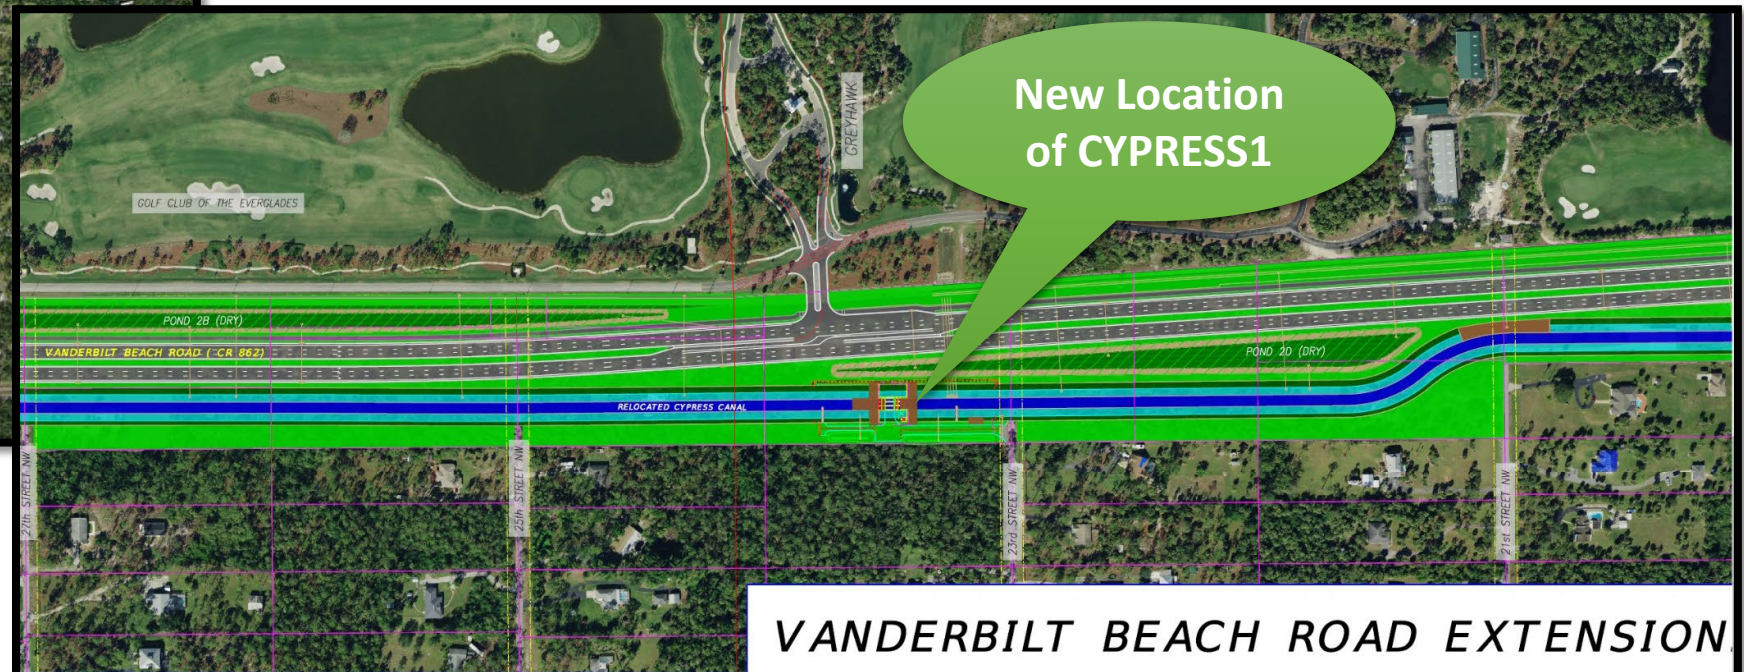 New Location
of CYPRESS1
GREYHAWK
GOLF CLUB OF THE EVERGLADES
POND 2B (DRY)
VANDERBILT BEACH ROAD ( CR 862)
POND 2D (DRY)
RELOCATED CYPRESS CANAL
27th STREET NW
25th STREET NW
23rd STREET NW
21st STREET NW
VANDERBILT BEACH ROAD EXTENSION